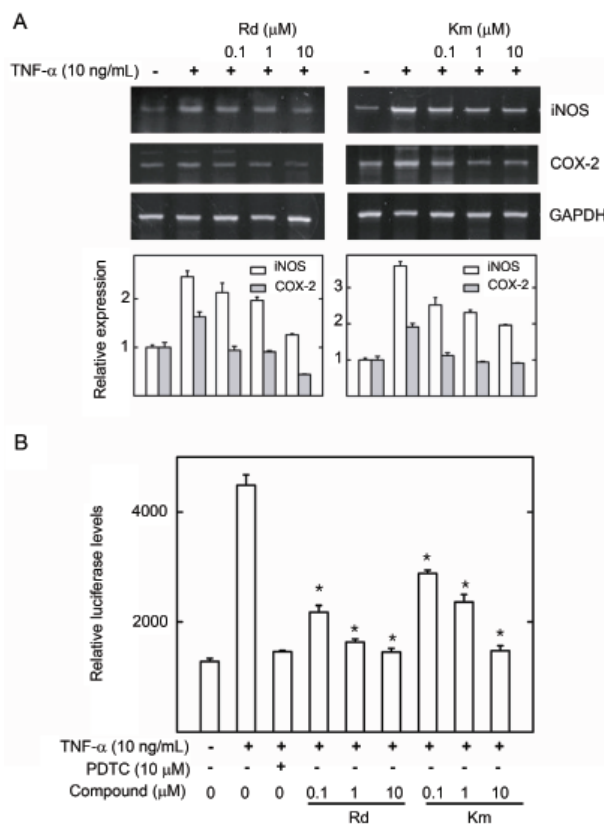 A
Rd (μM) Km (μM)
0.1 1 10 0.1 1 10
TNF-α (10 ng/mL) - + + + + - + + + +
iNOS
COX-2
GAPDH
Relative expression
2
1
iNOS
COX-2
3
2
1
iNOS
COX-2
B
Relative luciferase levels
4000
2000
* * * * * *
TNF-α (10 ng/mL) - + + + + + + + +
PDTC (10 μM) - - + - - - - - -
Compound (μM) 0 0 0 0.1 1 10 0.1 1 10
Rd Km